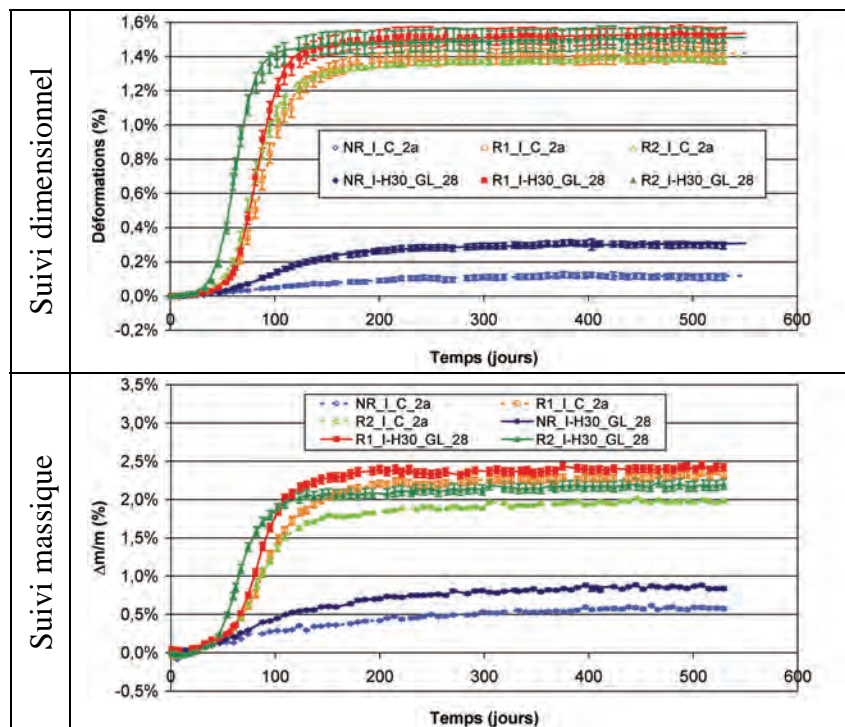 Suivi dimensionnel
Déformations (%)
1,6%
1,4%
1,2%
1,0%
0,8%
0,6%
0,4%
0,2%
0,0%
-0,2%
NR_I_C_2a
R1_I_C_2a
R2_I_C_2a
NR_I-H30_GL_28
R1_I-H30_GL_28
R2_I-H30_GL_28
0 100 200 300 400 500 600
Temps (jours)
Suivi massique
Δm/m (%)
3,5%
3,0%
2,5%
2,0%
1,5%
1,0%
0,5%
0,0%
-0,5%
NR_I_C_2a R1_I_C_2a
R2_I_C_2a NR_I-H30_GL_28
R1_I-H30_GL_28 R2_I-H30_GL_28
0 100 200 300 400 500 600
Temps (jours)